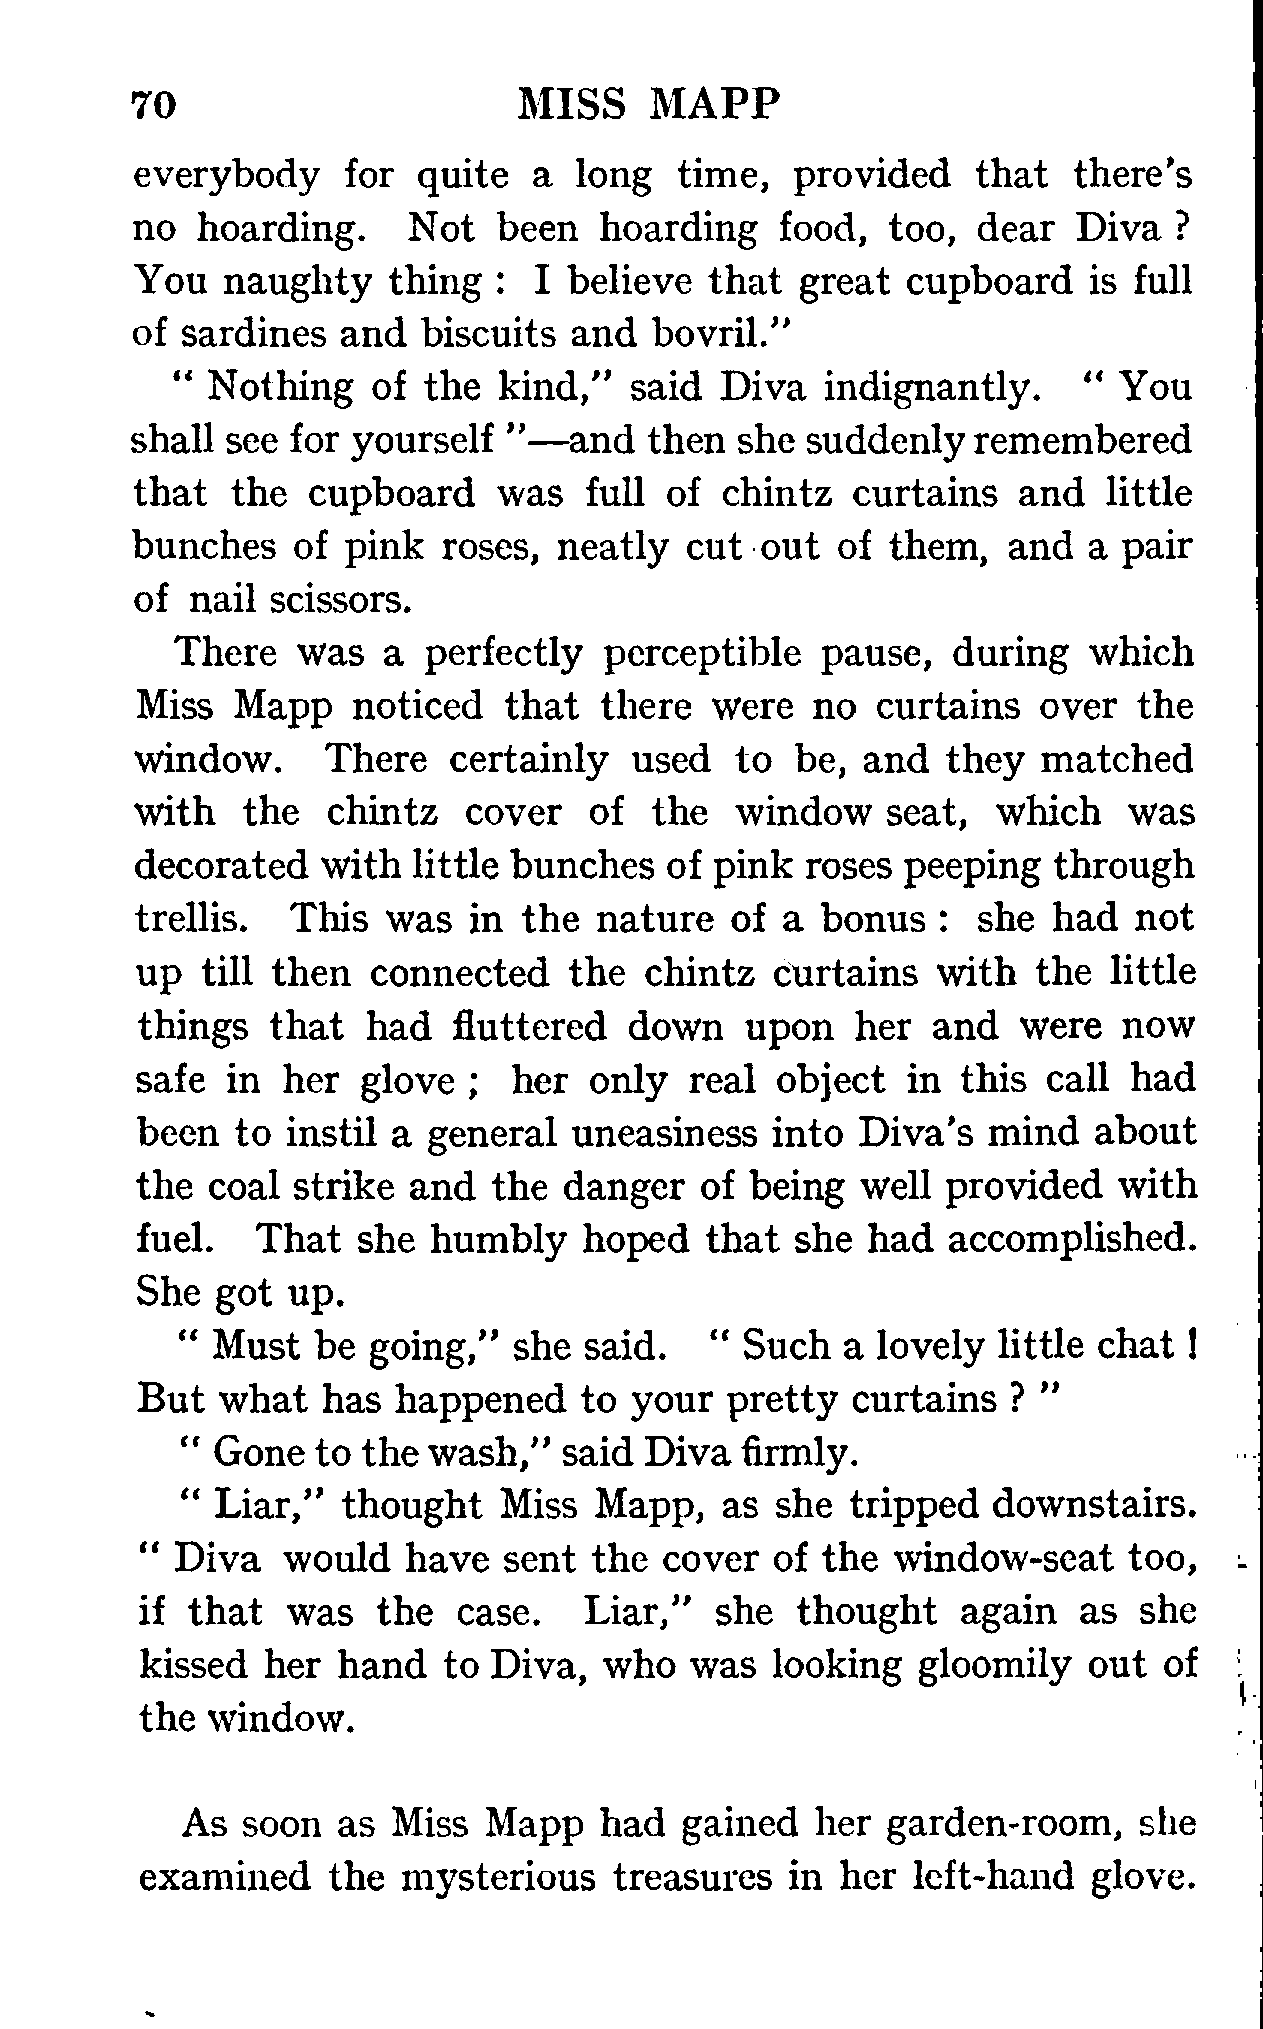 70 MISS MAPP
everybody for quite a long time, provided that there's
no hoarding. Not been hoarding food, too, dear Diva ?
You naughty thing : I believe that great cupboard is full
of sardines and biscuits and bovril."
" Nothing of the kind," said Diva indignantly. " You
shall see for yourself "—and then she suddenly remembered
that the cupboard was full of chintz curtains and little
bunches of pink roses, neatly cut out of them, and a pair
of nail scissors.
There was a perfectly perceptible pause, during which
Miss Mapp noticed that there were no curtains over the
window. There certainly used to be, and they matched
with the chintz cover of the window seat, which was
decorated with little bunches of pink roses peeping through
trellis. This was in the nature of a bonus : she had not
up till then connected the chintz curtains with the little
things that had fluttered down upon her and were now
safe in her glove ; her only real object in this call had
been to instil a general uneasiness into Diva's mind about
the coal strike and the danger of being well provided with
fuel. That she humbly hoped that she had accomplished.
She got up.
" Must be going," she said. " Such a lovely little chat !
But what has happened to your pretty curtains ? "
" Gone to the wash," said Diva firmly.
" Liar," thought Miss Mapp, as she tripped downstairs.
" Diva would have sent the cover of the window-seat too,
if that was the case. Liar," she thought again as she
kissed her hand to Diva, who was looking gloomily out of
the window.
As soon as Miss Mapp had gained her garden-room, she
examined the mysterious treasures in her left-hand glove.